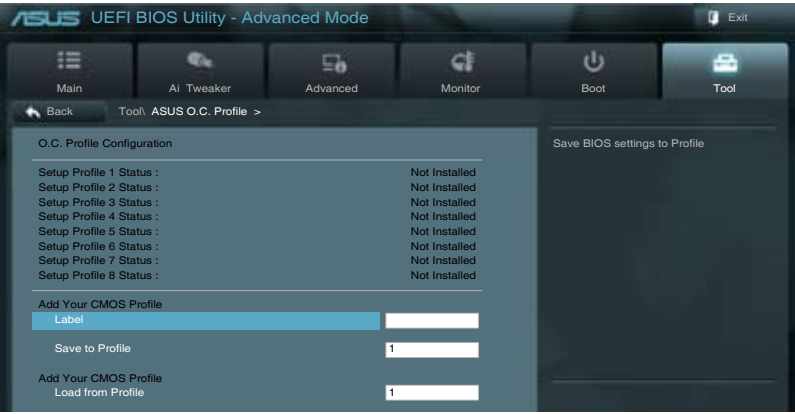 ASUS UEFI BIOS Utility - Advanced Mode
Exit
Main
Ai Tweaker
Advanced
Monitor
Boot
Tool
Back
Tool\ ASUS O.C. Profile >
O.C. Profile Configuration
Save BIOS settings to Profile
Setup Profile 1 Status : Not Installed
Setup Profile 2 Status : Not Installed
Setup Profile 3 Status : Not Installed
Setup Profile 4 Status : Not Installed
Setup Profile 5 Status : Not Installed
Setup Profile 6 Status : Not Installed
Setup Profile 7 Status : Not Installed
Setup Profile 8 Status : Not Installed
Add Your CMOS Profile
Label
Save to Profile 1
Add Your CMOS Profile
Load from Profile 1